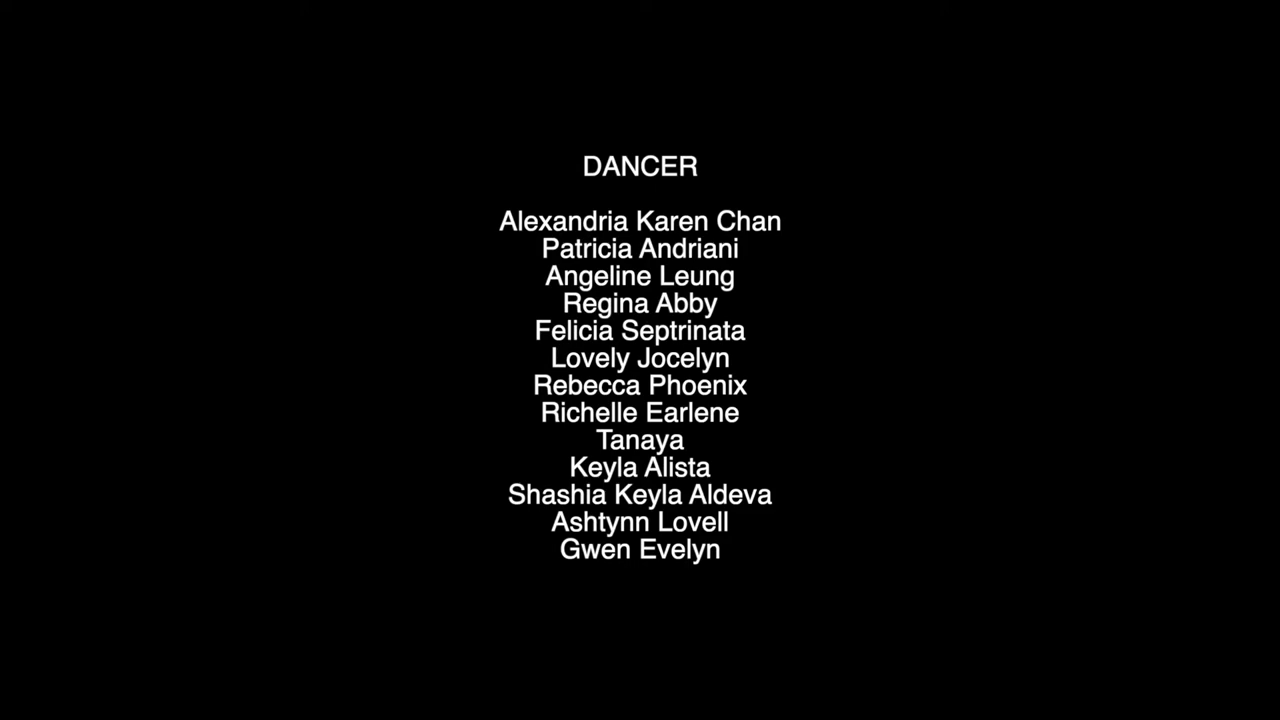 DANCER
Alexandria Karen Chan
Patricia Andriani
Angeline Leung
Regina Abby
Felicia Septrinata
Lovely Jocelyn
Rebecca Phoenix
Richelle Earlene
Tanaya
Keyla Alista
Shashia Keyla Aldeva
Ashtynn Lovell
Gwen Evelyn